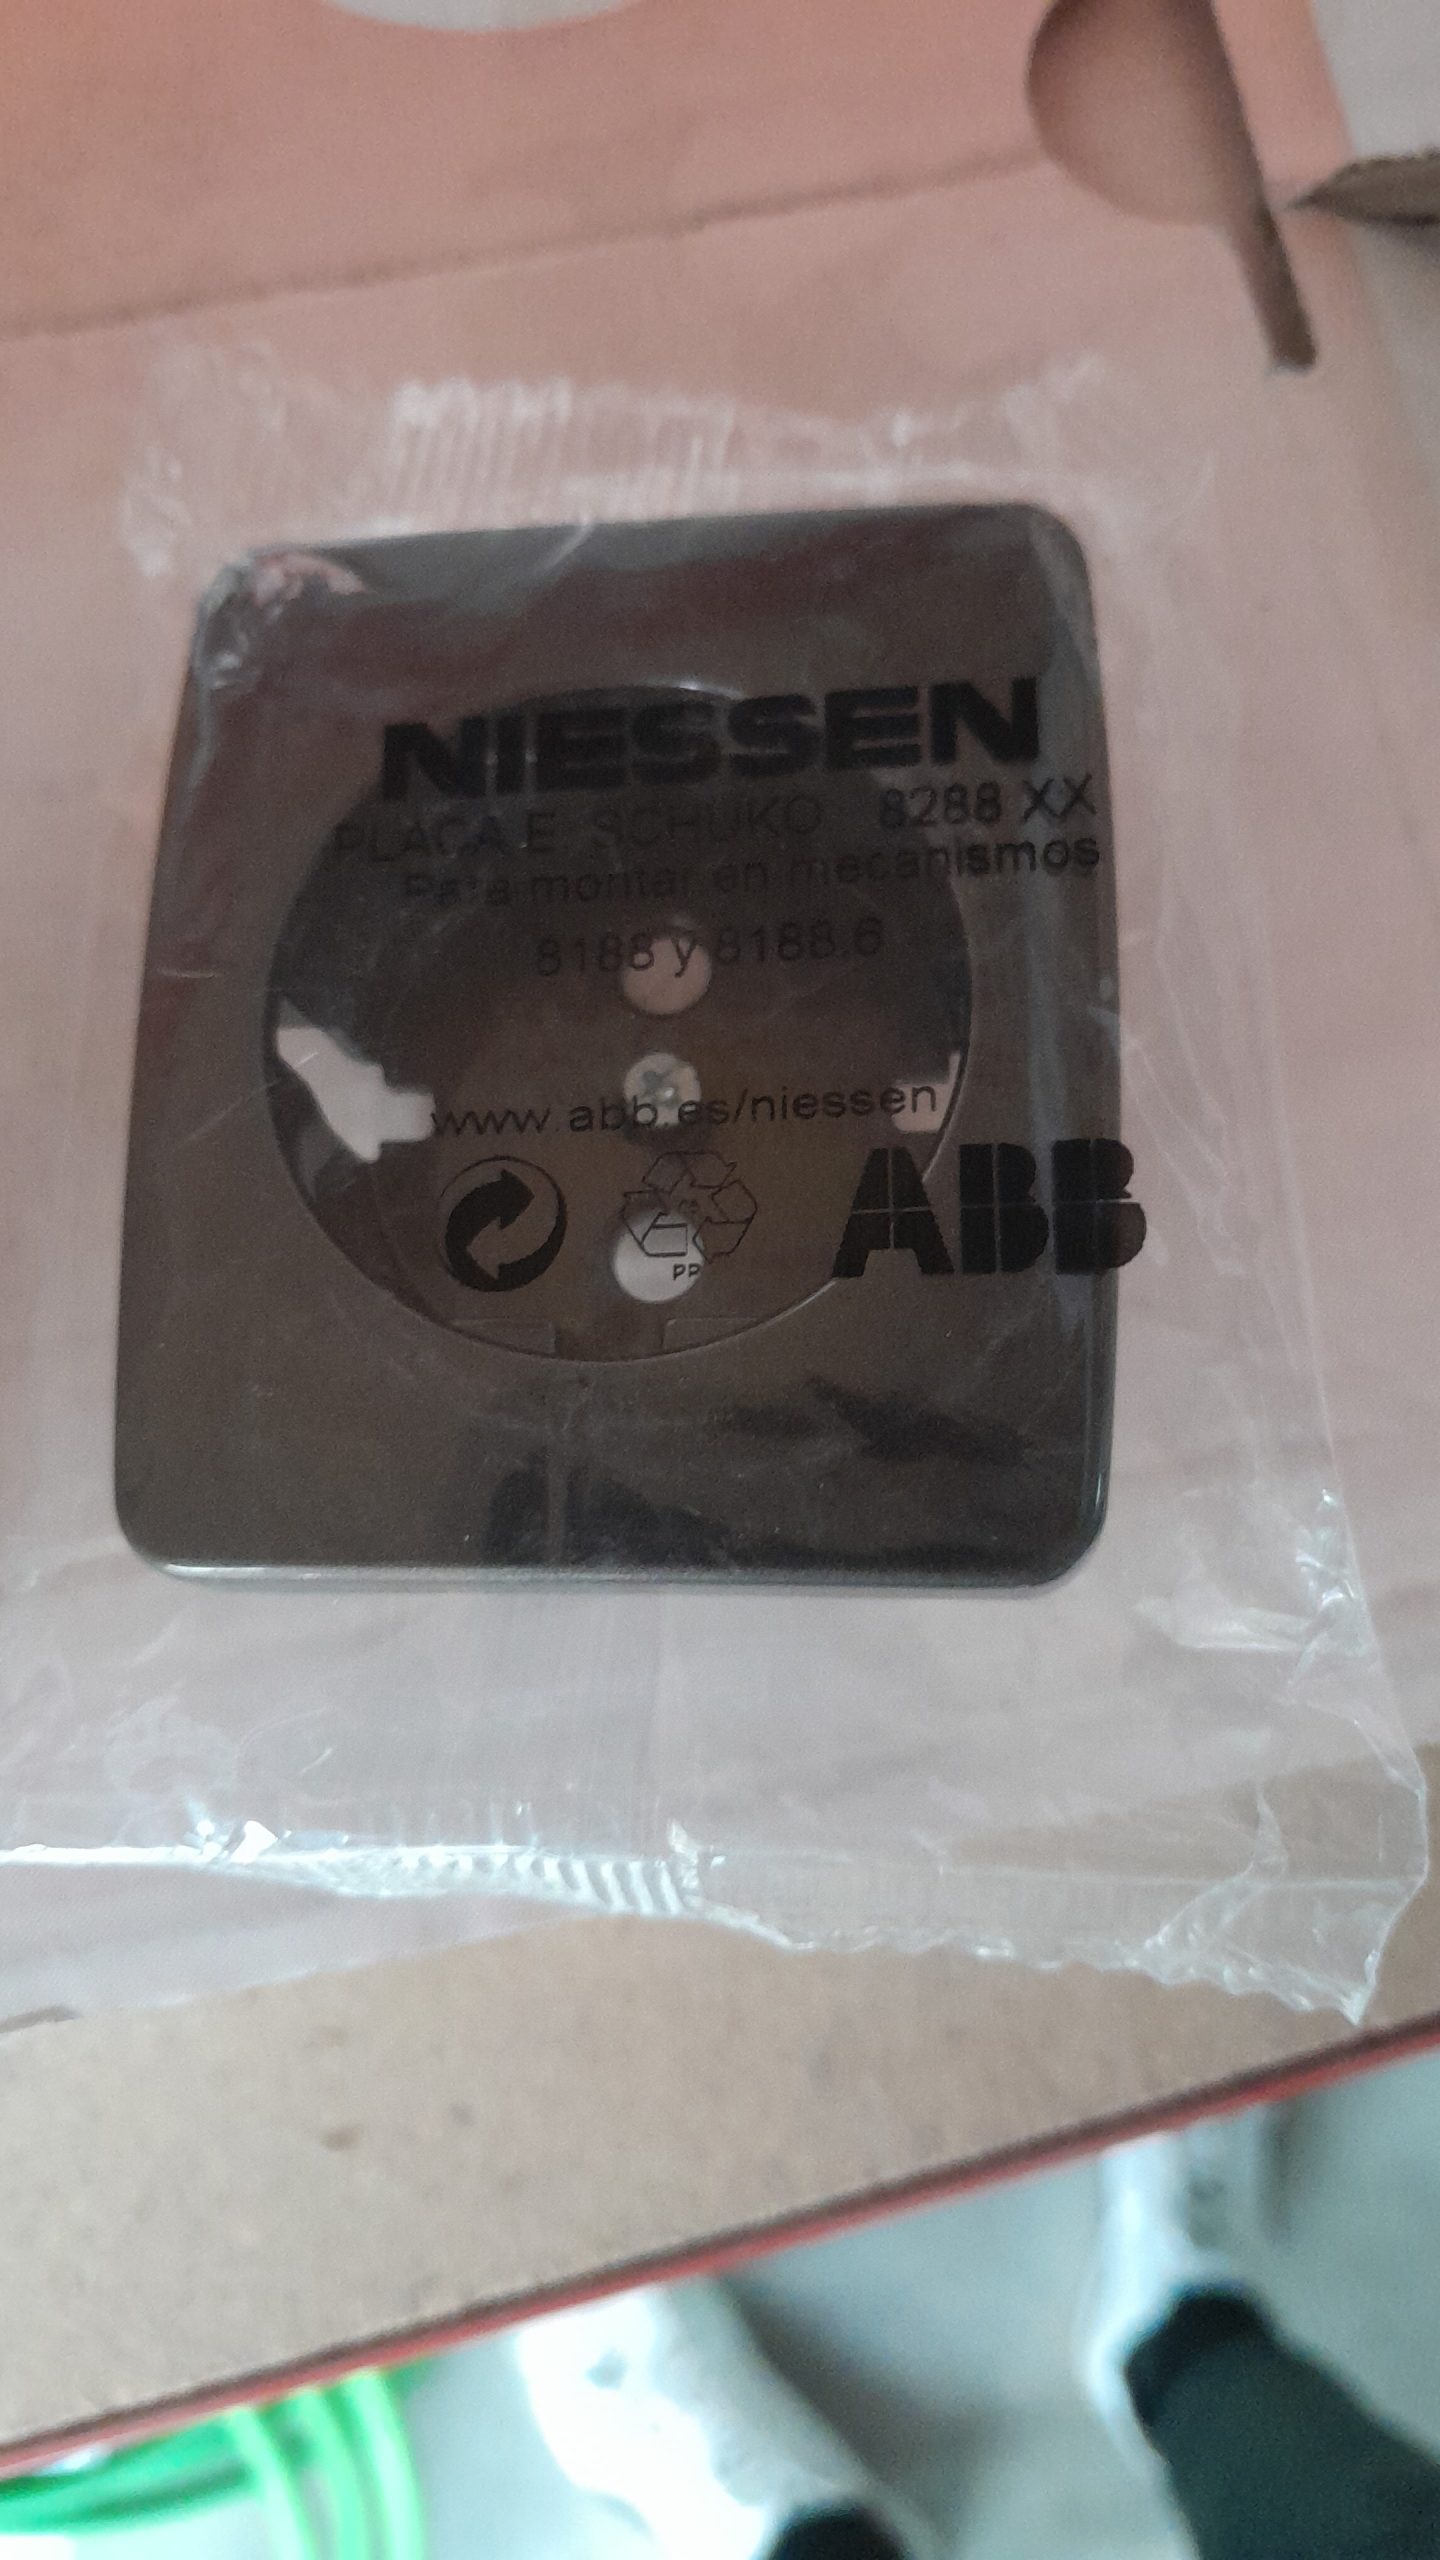 NIESSEN
PLACA E. SCHUKO 8288 XX
Para montar en mecanismos
8188 y 8188.6
www.abb.es/niessen
PP
ABB